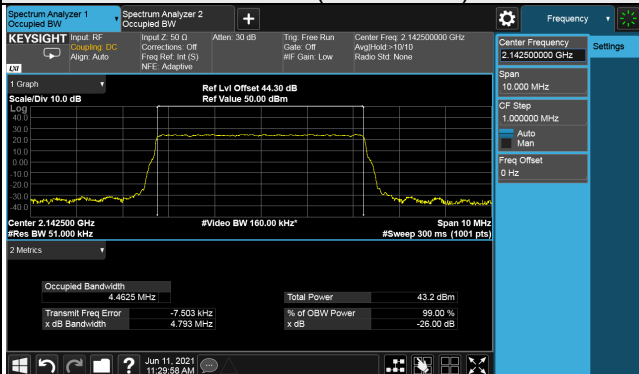 Spectrum Analyzer 1
Occupied BW
Spectrum Analyzer 2
Occupied BW
Frequency
KEYSIGHT
Input: RF
Coupling: DC
Align: Auto
Input Z: 50 Ω
Corrections: Off
Freq Ref: Int (S)
NFE: Adaptive
Atten: 30 dB
Trig: Free Run
Gate: Off
#IF Gain: Low
Center Freq: 2.142500000 GHz
Avg|Hold:>10/10
Radio Std: None
LXI
Center Frequency
2.142500000 GHz
Settings
Span
10.000 MHz
CF Step
1.000000 MHz
Auto
Man
Freq Offset
0 Hz
1 Graph
Scale/Div 10.0 dB
Ref Lvl Offset 44.30 dB
Ref Value 50.00 dBm
Log
40.0
30.0
20.0
10.0
0.00
-10.0
-20.0
-30.0
-40.0
Center 2.142500 GHz
#Res BW 51.000 kHz
#Video BW 160.00 kHz*
Span 10 MHz
#Sweep 300 ms (1001 pts)
2 Metrics
Occupied Bandwidth
4.4625 MHz
Total Power 43.2 dBm
Transmit Freq Error -7.503 kHz
% of OBW Power 99.00 %
x dB Bandwidth 4.793 MHz
x dB -26.00 dB
Jun 11, 2021
11:29:58 AM